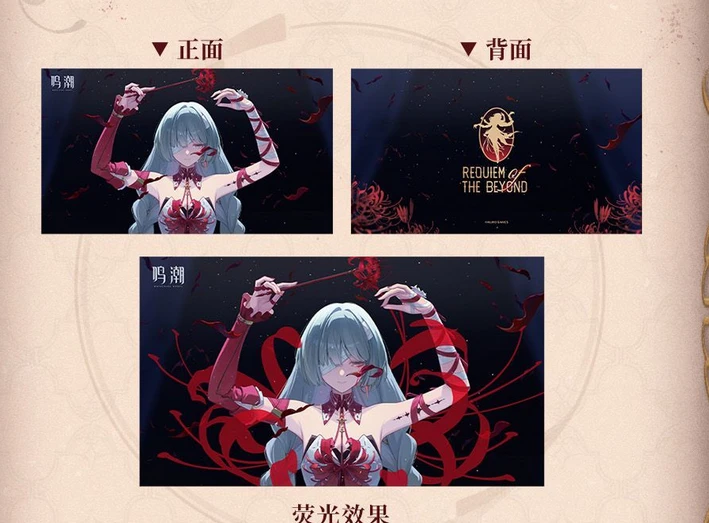 ▼ 正面
▼ 背面
鸣潮
REQUIEM of
THE BEYOND
鸣潮
荧光效果